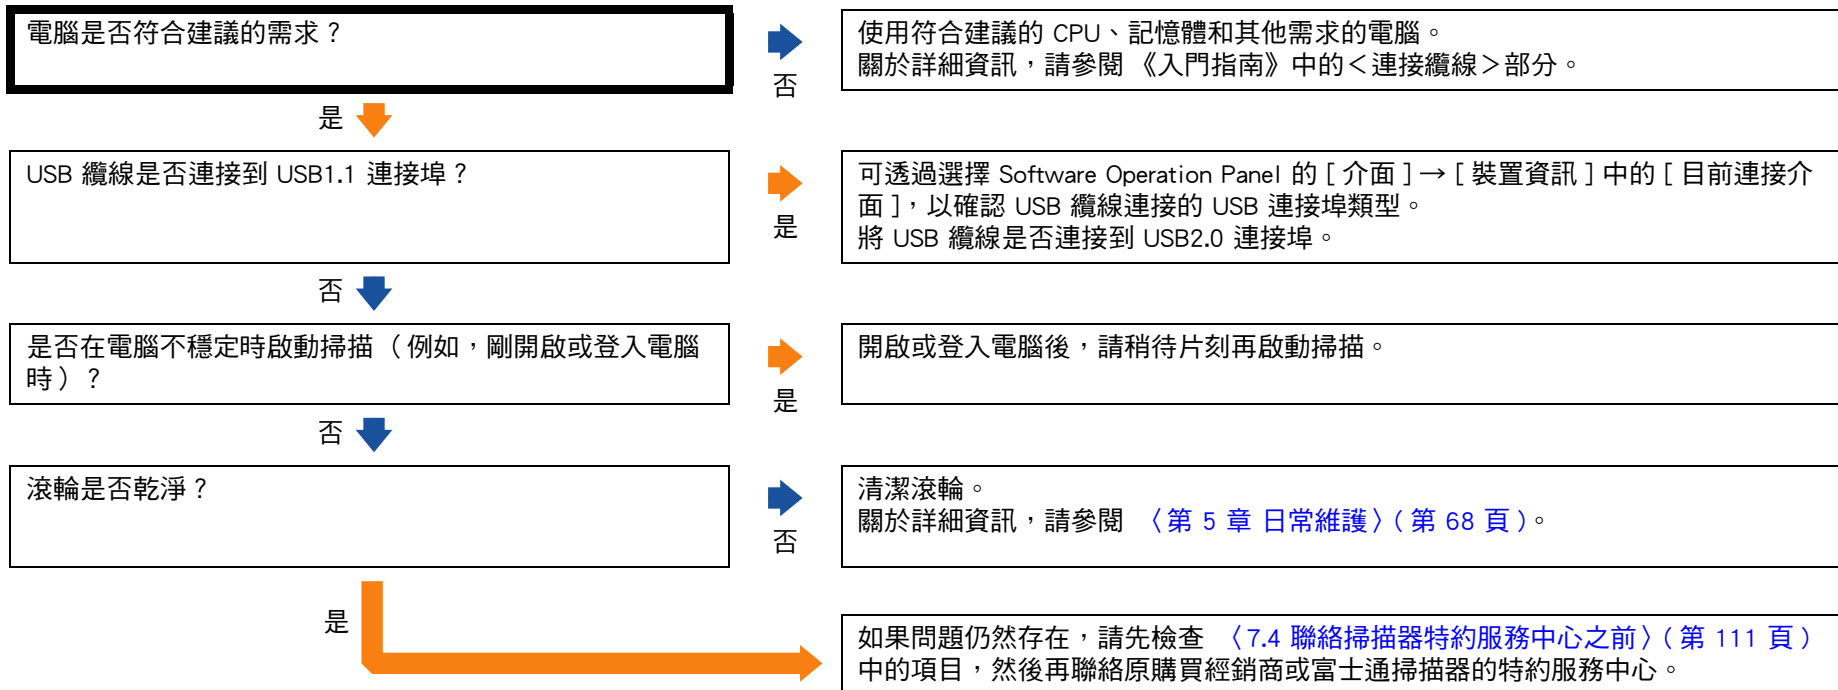 電腦是否符合建議的需求？
否
使用符合建議的 CPU、記憶體和其他需求的電腦。
關於詳細資訊，請參閱 《入門指南》中的＜連接纜線＞部分。
是
USB 纜線是否連接到 USB1.1 連接埠？
是
可透過選擇 Software Operation Panel 的 [ 介面 ] → [ 裝置資訊 ] 中的 [ 目前連接介
面 ]，以確認 USB 纜線連接的 USB 連接埠類型。
將 USB 纜線是否連接到 USB2.0 連接埠。
否
是否在電腦不穩定時啟動掃描 （ 例如，剛開啟或登入電腦
時 ）？
是
開啟或登入電腦後，請稍待片刻再啟動掃描。
否
滾輪是否乾淨？
否
清潔滾輪。
關於詳細資訊，請參閱 〈第 5 章 日常維護〉( 第 68 頁 )。
是
如果問題仍然存在，請先檢查 〈7.4 聯絡掃描器特約服務中心之前〉( 第 111 頁 )
中的項目，然後再聯絡原購買經銷商或富士通掃描器的特約服務中心。